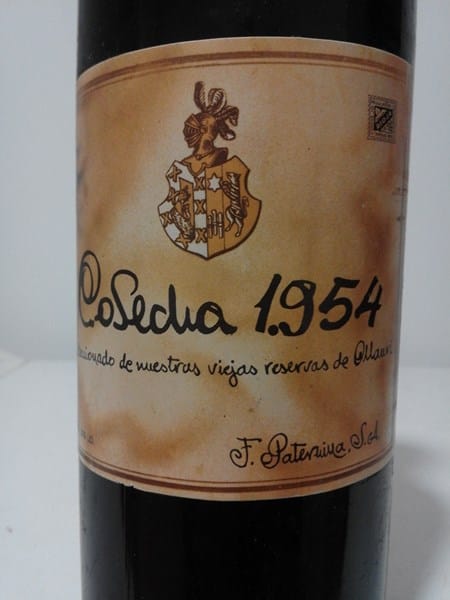 Cosecha 1.954
cionado de nuestras viejas reservas de Ollauri
F. Paternina, S.A.